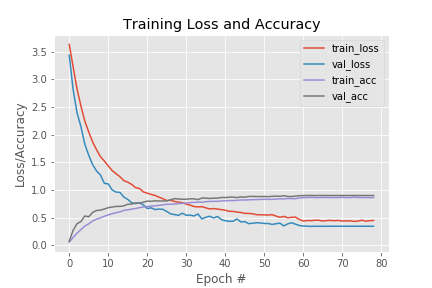 Training Loss and Accuracy
train_loss
val_loss
train_acc
val_acc
3.5
3.0
2.5
2.0
1.5
1.0
0.5
0.0
Loss/Accuracy
0 10 20 30 40 50 60 70 80
Epoch #